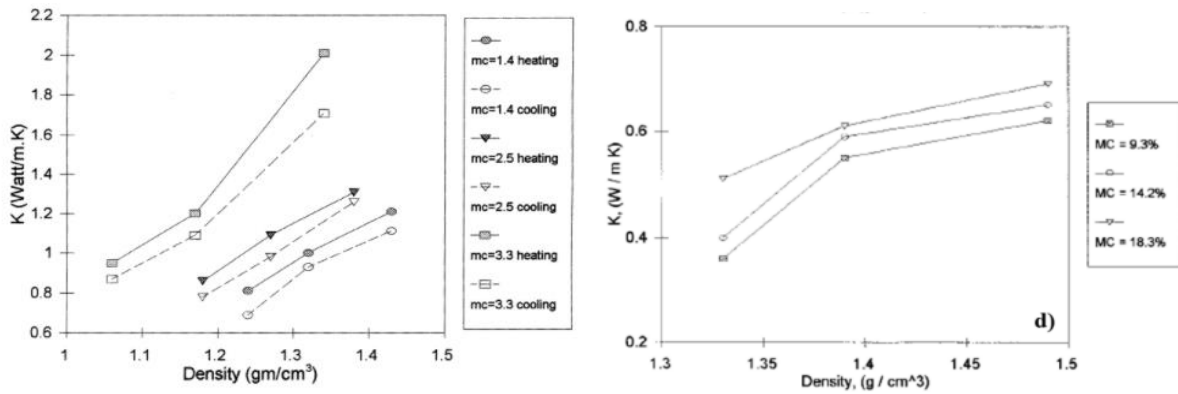 2.2
2
1.8
1.6
1.4
1.2
1
0.8
0.6
K (Watt/m.K)
1 1.1 1.2 1.3 1.4 1.5
Density (gm/cm³)
mc=1.4 heating
mc=1.4 cooling
mc=2.5 heating
mc=2.5 cooling
mc=3.3 heating
mc=3.3 cooling
0.8
0.6
0.4
0.2
K, (W / m K)
d)
1.3 1.35 1.4 1.45 1.5
Density, (g / cm^3)
MC = 9.3%
MC = 14.2%
MC = 18.3%